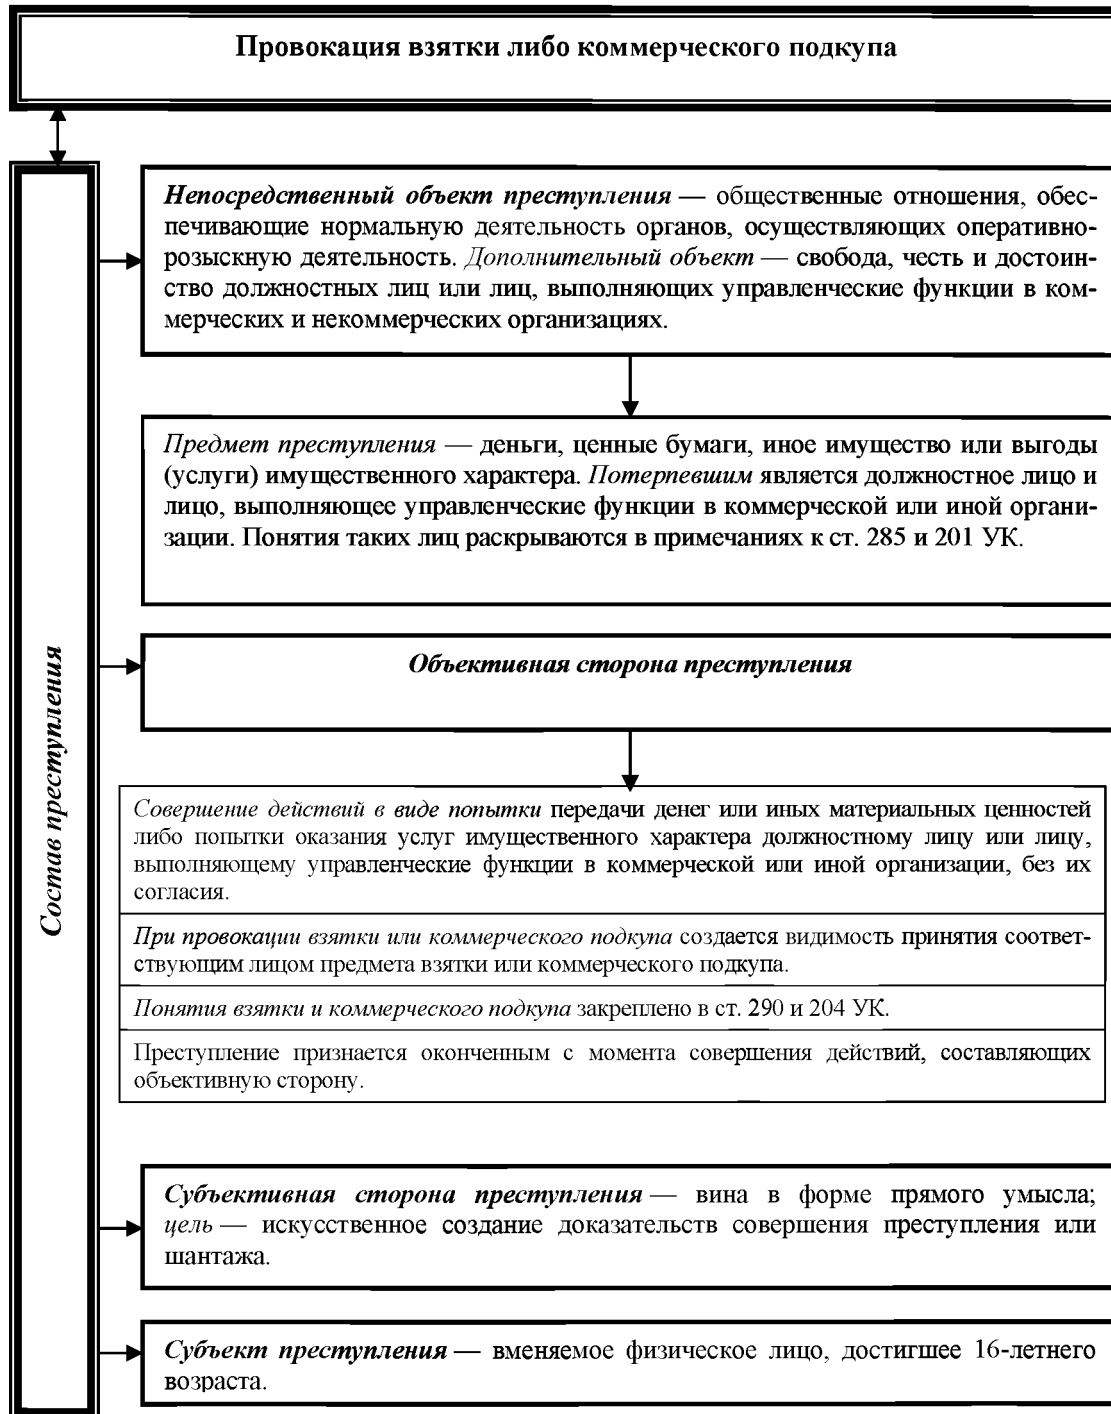 Провокация взятки либо коммерческого подкупа
Состав преступления
Непосредственный объект преступления — общественные отношения, обес-
печивающие нормальную деятельность органов, осуществляющих оперативно-
розыскную деятельность. Дополнительный объект — свобода, честь и достоин-
ство должностных лиц или лиц, выполняющих управленческие функции в ком-
мерческих и некоммерческих организациях.
Предмет преступления — деньги, ценные бумаги, иное имущество или выгоды
(услуги) имущественного характера. Потерпевшим является должностное лицо и
лицо, выполняющее управленческие функции в коммерческой или иной органи-
зации. Понятия таких лиц раскрываются в примечаниях к ст. 285 и 201 УК.
Объективная сторона преступления
Совершение действий в виде попытки передачи денег или иных материальных ценностей
либо попытки оказания услуг имущественного характера должностному лицу или лицу,
выполняющему управленческие функции в коммерческой или иной организации, без их
согласия.
При провокации взятки или коммерческого подкупа создается видимость принятия соответ-
ствующим лицом предмета взятки или коммерческого подкупа.
Понятия взятки и коммерческого подкупа закреплено в ст. 290 и 204 УК.
Преступление признается оконченным с момента совершения действий, составляющих
объективную сторону.
Субъективная сторона преступления — вина в форме прямого умысла;
цель — искусственное создание доказательств совершения преступления или
шантажа.
Субъект преступления — вменяемое физическое лицо, достигшее 16-летнего
возраста.